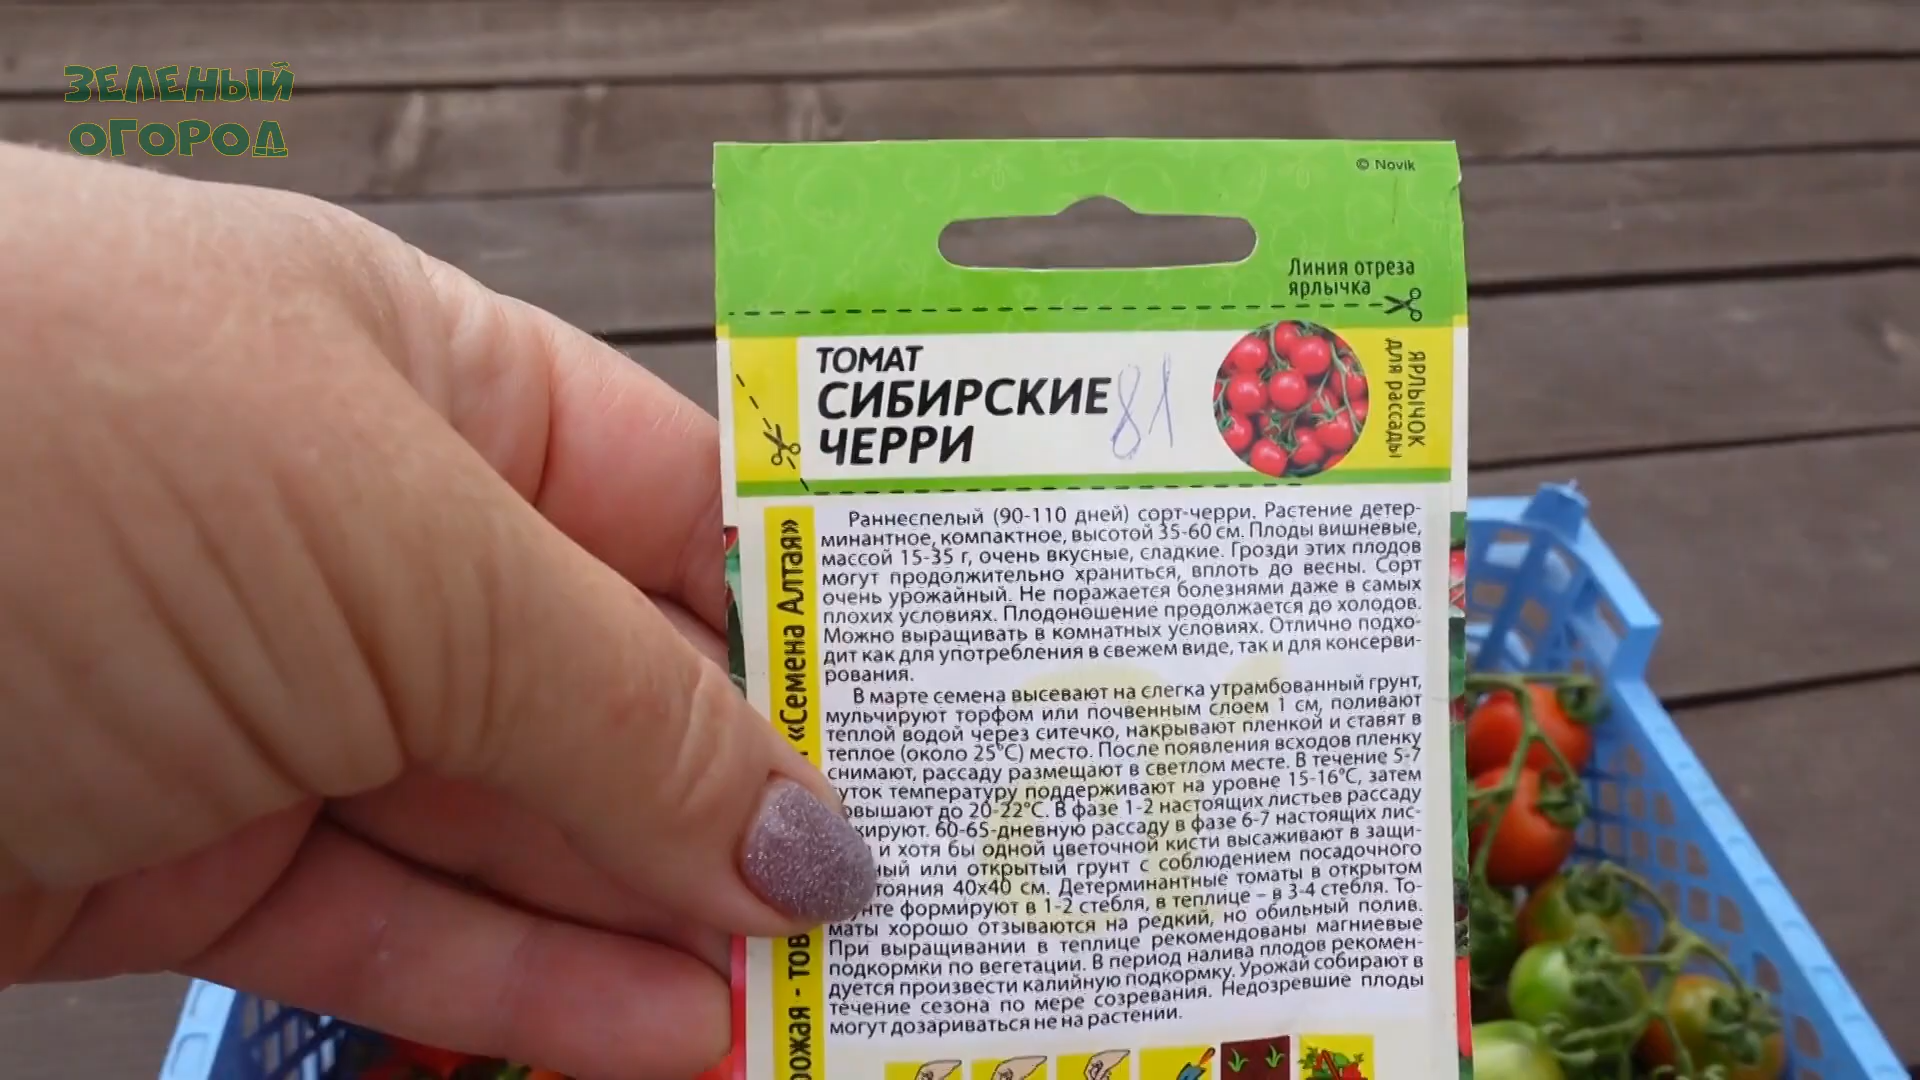 ЗЕЛЕНЫЙ
ОГОРОД
© Novik
Линия отреза
ярлычка
ТОМАТ
СИБИРСКИЕ
ЧЕРРИ
81
ЯРЛЫЧОК
для рассады
«Семена Алтая»
Раннеспелый (90-110 дней) сорт-черри. Растение детер-
минантное, компактное, высотой 35-60 см. Плоды вишневые,
массой 15-35 г, очень вкусные, сладкие. Грозди этих плодов
могут продолжительно храниться, вплоть до весны. Сорт
очень урожайный. Не поражается болезнями даже в самых
плохих условиях. Плодоношение продолжается до холодов.
Можно выращивать в комнатных условиях. Отлично подхо-
дит как для употребления в свежем виде, так и для консерви-
рования.
В марте семена высевают на слегка утрамбованный грунт,
мульчируют торфом или почвенным слоем 1 см, поливают
теплой водой через ситечко, накрывают пленкой и ставят в
теплое (около 25°С) место. После появления всходов пленку
снимают, рассаду размещают в светлом месте. В течение 5-7
уток температуру поддерживают на уровне 15-16°С, затем
овышают до 20-22°С. В фазе 1-2 настоящих листьев рассаду
кируют. 60-65-дневную рассаду в фазе 6-7 настоящих лис-
и хотя бы одной цветочной кисти высаживают в защи-
ный или открытый грунт с соблюдением посадочного
тояния 40х40 см. Детерминантные томаты в открытом
унте формируют в 1-2 стебля, в теплице – в 3-4 стебля. То-
маты хорошо отзываются на редкий, но обильный полив.
При выращивании в теплице рекомендованы магниевые
подкормки по вегетации. В период налива плодов рекомен-
дуется произвести калийную подкормку. Урожай собирают в
течение сезона по мере созревания. Недозревшие плоды
могут дозариваться не на растении.